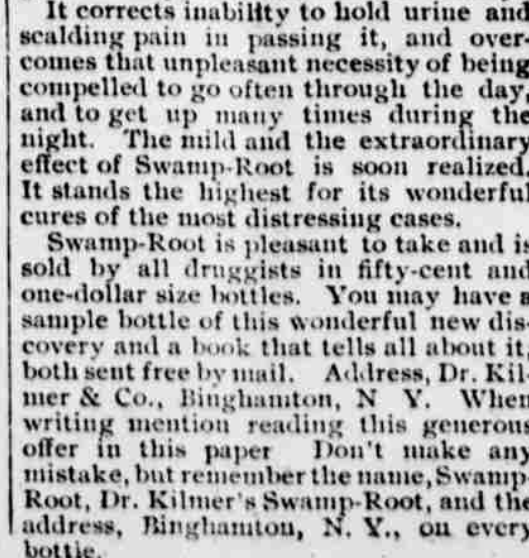 It corrects inability to hold urine and
scalding pain in passing it, and over-
comes that unpleasant necessity of being
compelled to go often through the day,
and to get up many times during the
night. The mild and the extraordinary
effect of Swamp-Root is soon realized.
It stands the highest for its wonderful
cures of the most distressing cases.
Swamp-Root is pleasant to take and is
sold by all druggists in fifty-cent and
one-dollar size bottles. You may have a
sample bottle of this wonderful new dis-
covery and a book that tells all about it,
both sent free by mail. Address, Dr. Kil-
mer & Co., Binghamton, N Y. When
writing mention reading this generous
offer in this paper Don't make any
mistake, but remember the name, Swamp-
Root, Dr. Kilmer's Swamp-Root, and the
address, Binghamton, N. Y., on every
bottle.